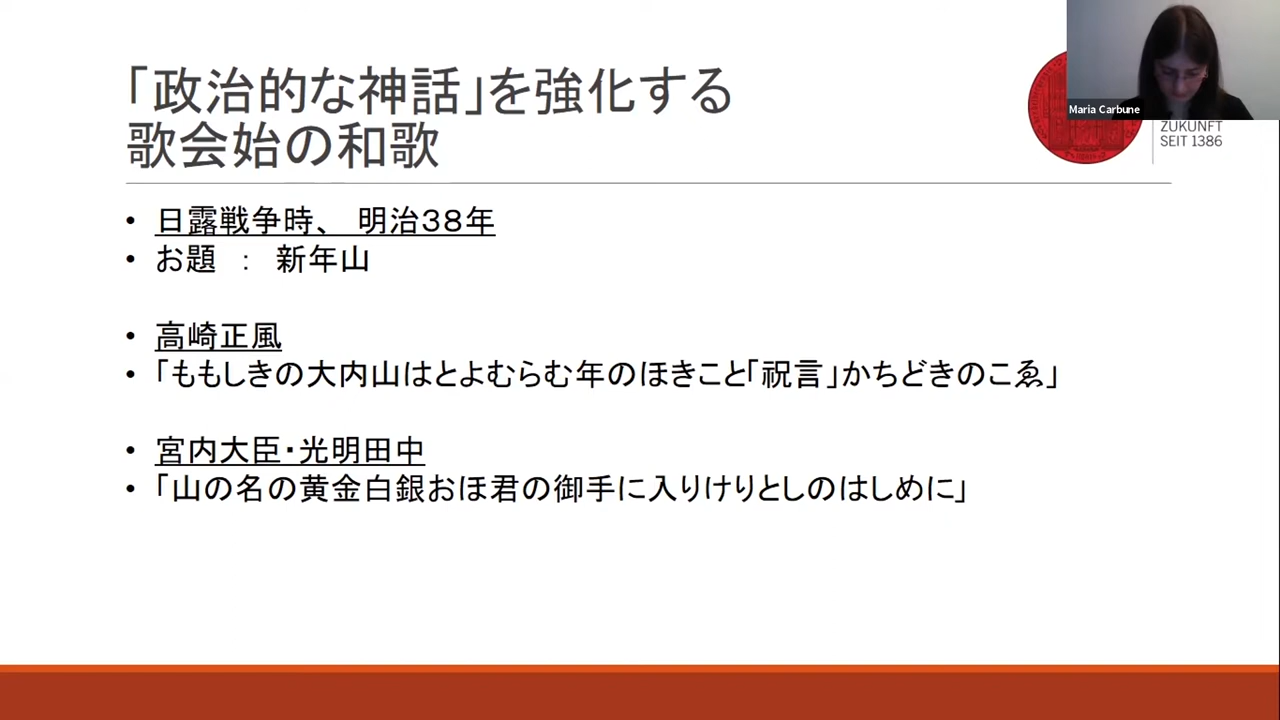 「政治的な神話」を強化する
歌会始の和歌
• 日露戦争時、　明治３８年
• お題　：　新年山
• 高崎正風
• 「ももしきの大内山はとよむらむ年のほきこと「祝言」かちどきのこゑ」
• 宮内大臣・光明田中
• 「山の名の黄金白銀おほ君の御手に入りけりとしのはしめに」
Maria Carbune
ZUKUNFT
SEIT 1386